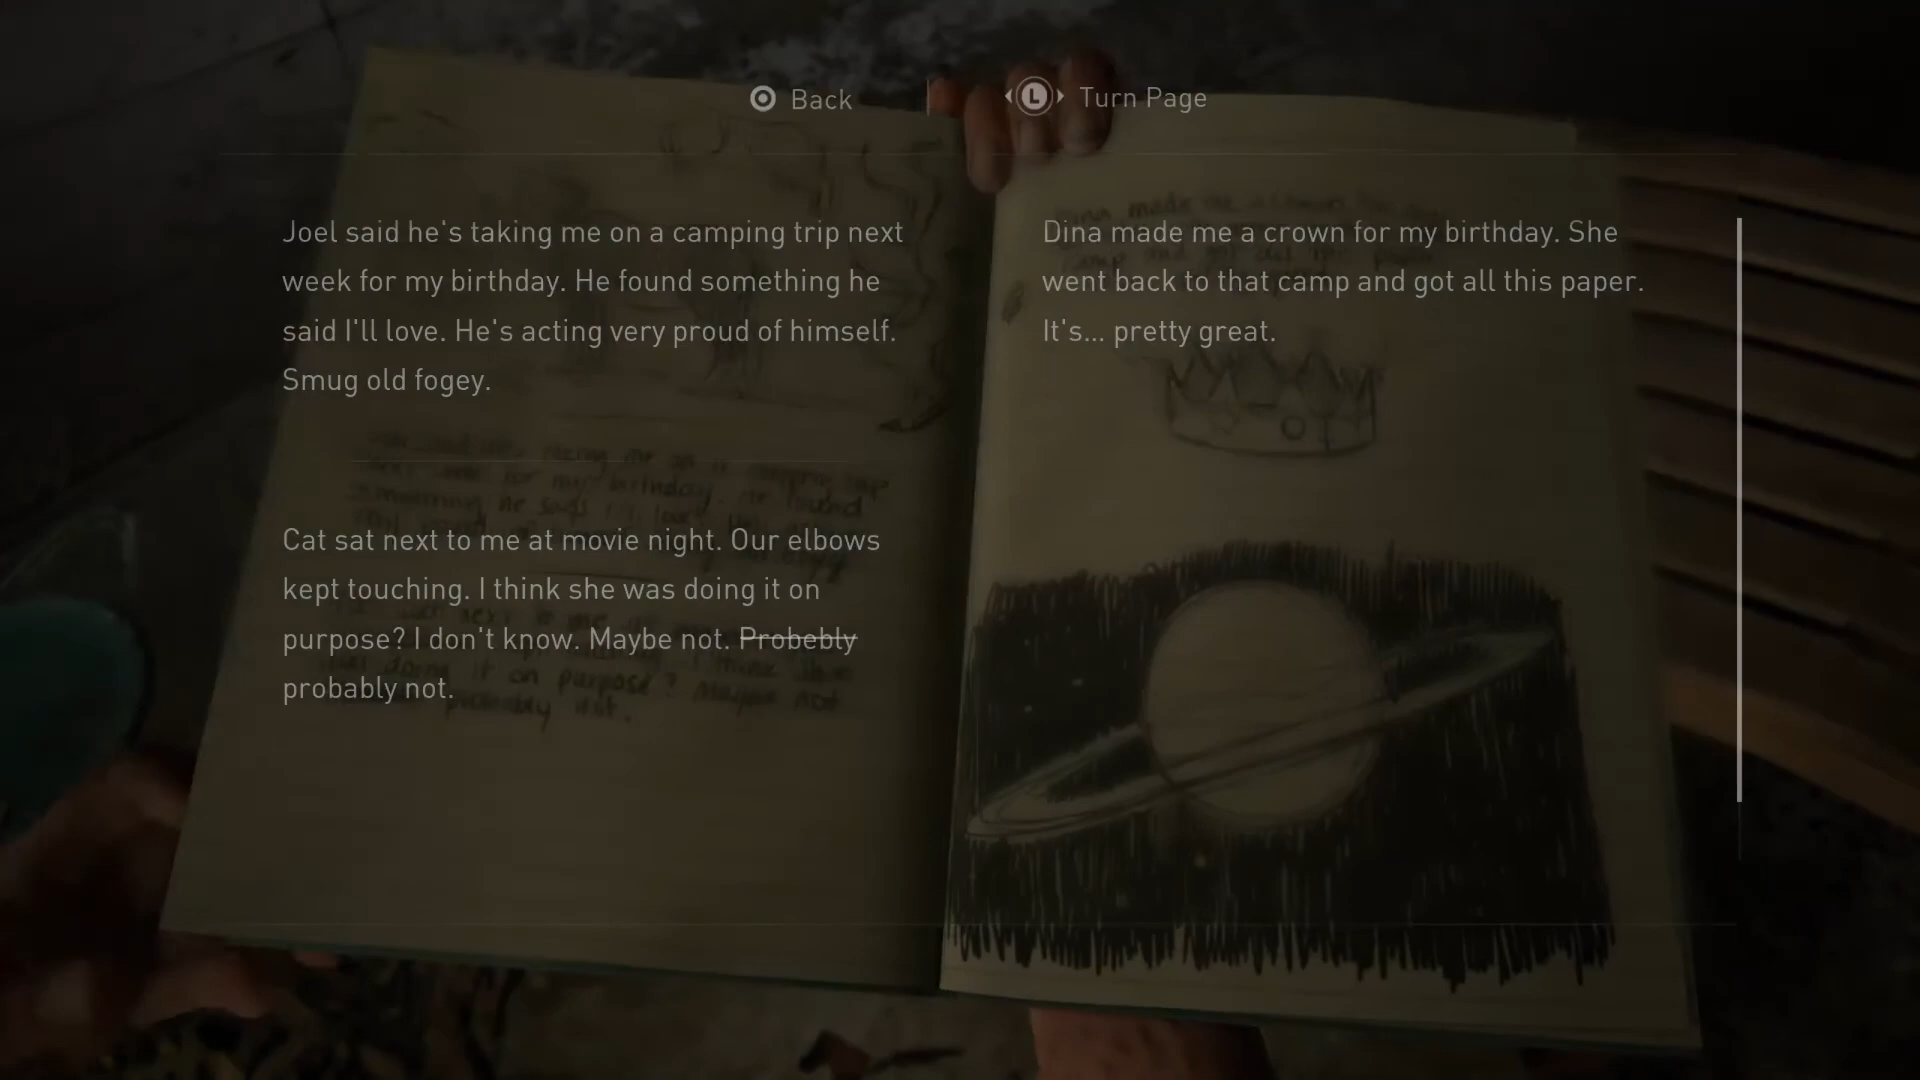 Back
L Turn Page
Joel said he's taking me on a camping trip next
week for my birthday. He found something he
said I'll love. He's acting very proud of himself.
Smug old fogey.
Cat sat next to me at movie night. Our elbows
kept touching. I think she was doing it on
purpose? I don't know. Maybe not. Probebly
probably not.
Dina made me a crown for my birthday. She
went back to that camp and got all this paper.
It's... pretty great.